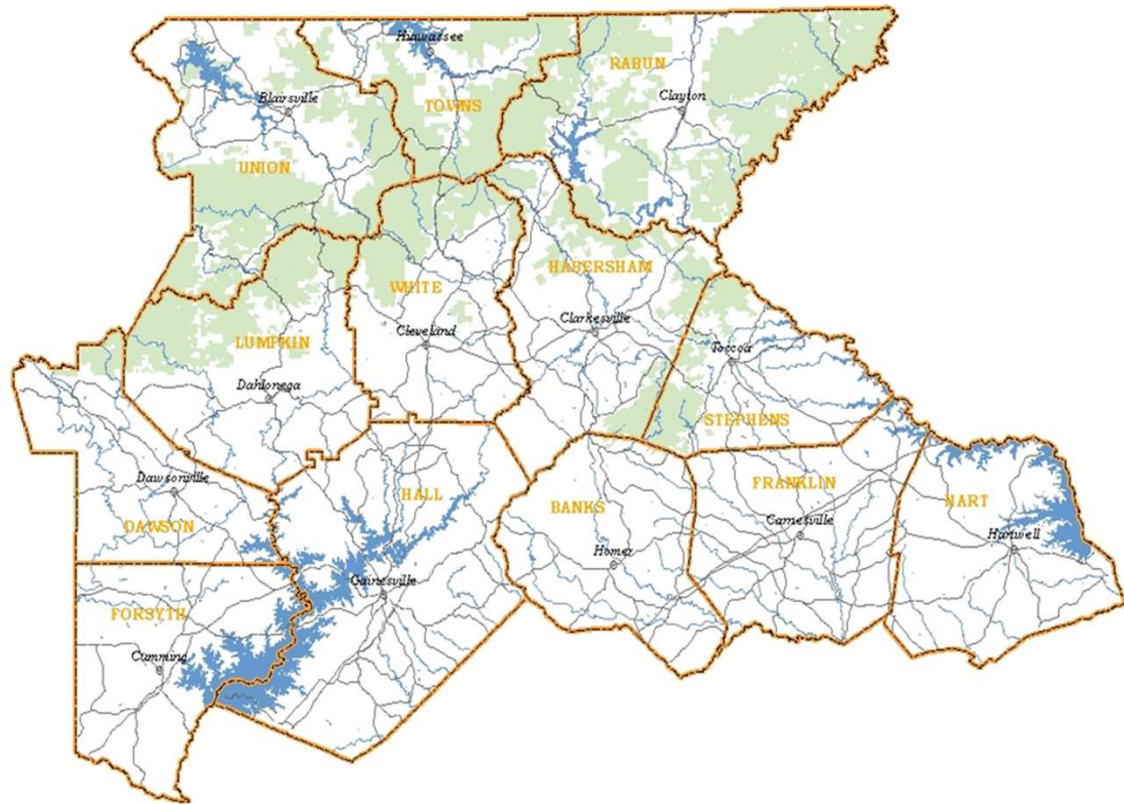 Hiawassee
RABUN
Blairsville
TOWNS
Clayton
UNION
HABERSHAM
WHITE
Clarkesville
Cleveland
LUMPKIN
Toccoa
Dahlonega
STEPHENS
Dawsonville
HALL
FRANKLIN
HART
BANKS
DAWSON
Carnesville
Hartwell
Homer
Gainesville
FORSYTH
Cumming